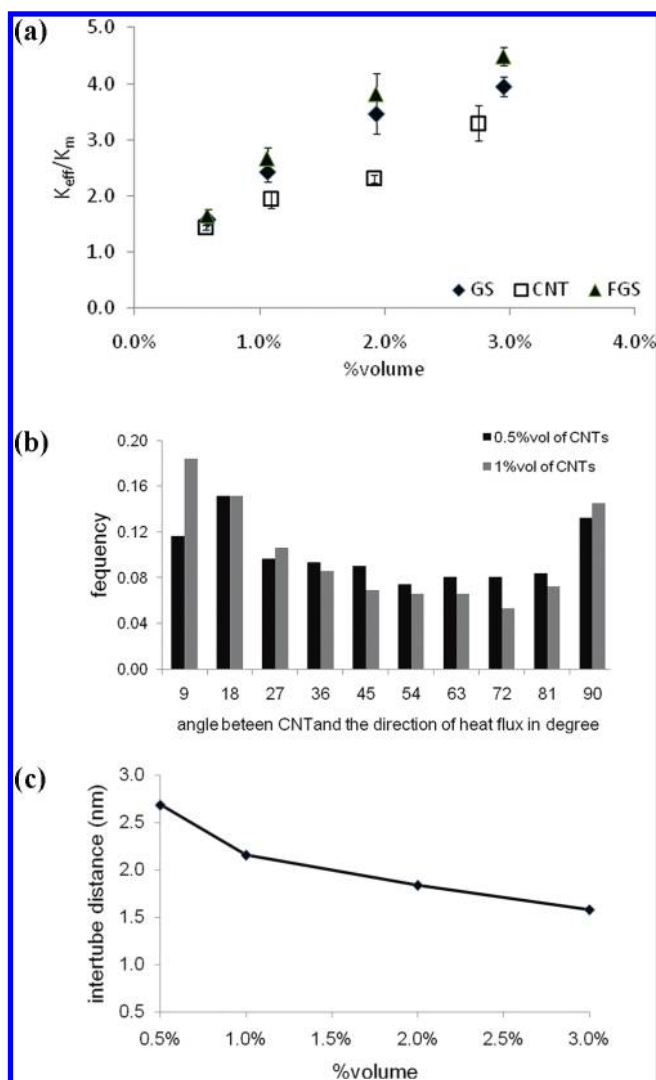 (a)
5.0
4.0
3.0
2.0
1.0
0.0
K_eff/K_m
GS CNT FGS
0.0% 1.0% 2.0% 3.0% 4.0%
%volume
(b)
0.20
0.16
0.12
0.08
0.04
0.00
fequency
0.5%vol of CNTs
1%vol of CNTs
9 18 27 36 45 54 63 72 81 90
angle beteen CNTand the direction of heat flux in degree
(c)
3.0
2.5
2.0
1.5
1.0
0.5
intertube distance (nm)
0.5% 1.0% 1.5% 2.0% 2.5% 3.0%
%volume